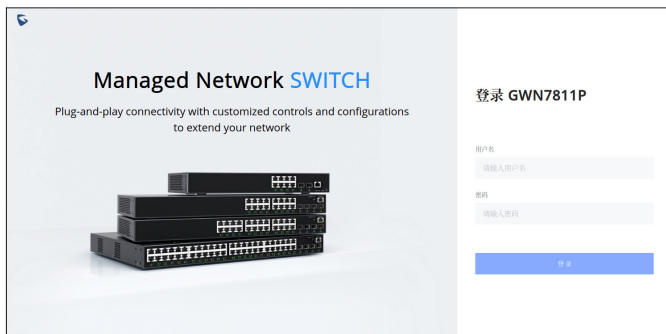 Managed Network SWITCH
Plug-and-play connectivity with customized controls and configurations
to extend your network
登录 GWN7811P
用户名
请输入用户名
密码
请输入密码
登 录